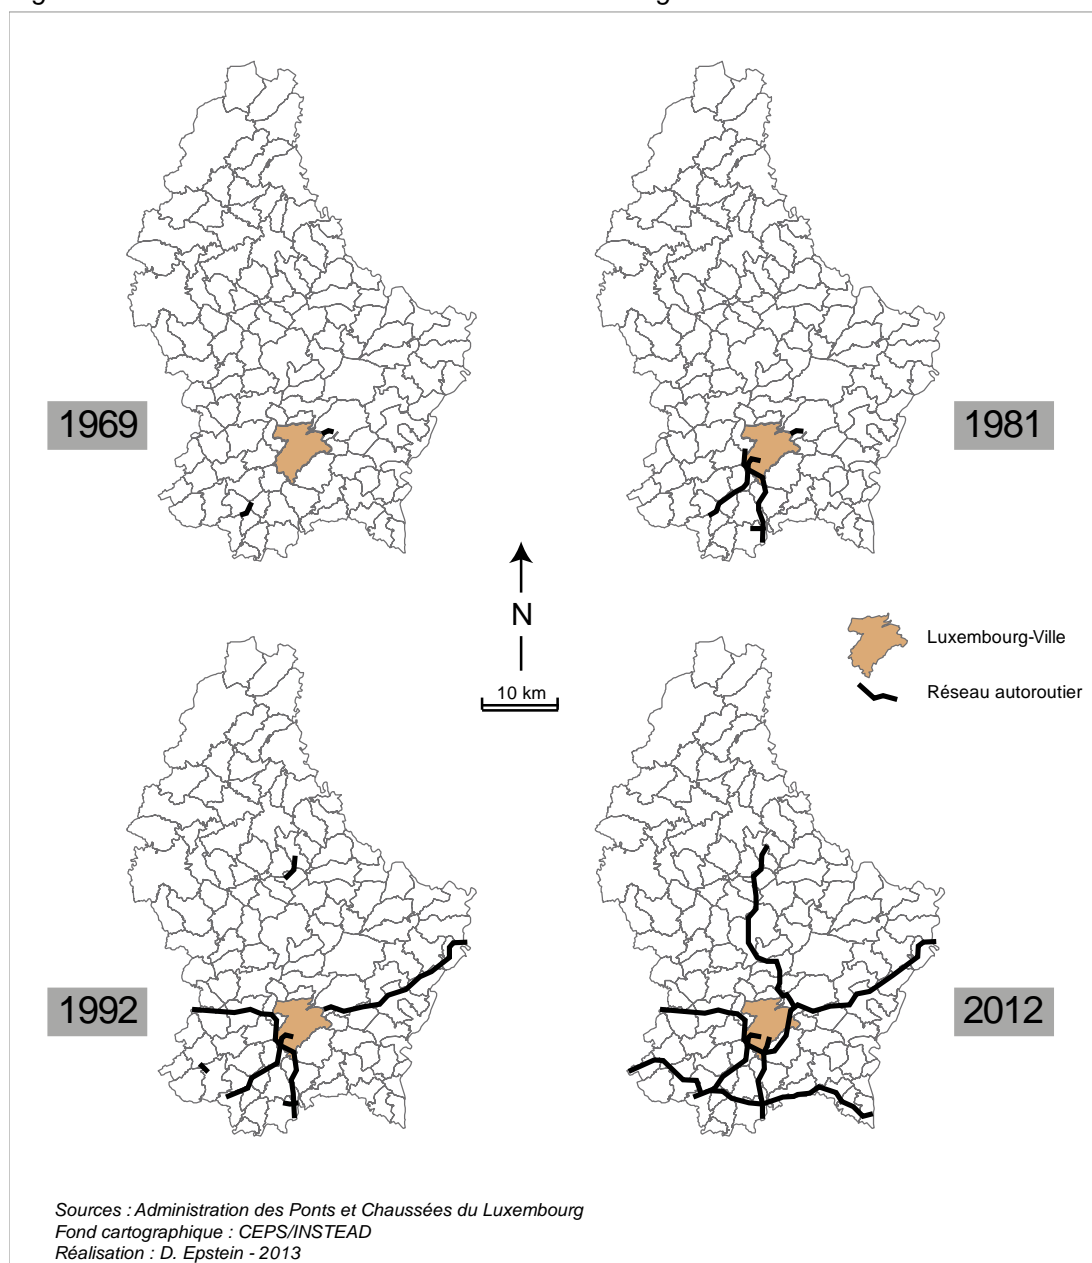 1969
1981
N
10 km
Luxembourg-Ville
Réseau autoroutier
1992
2012
Sources : Administration des Ponts et Chaussées du Luxembourg
Fond cartographique : CEPS/INSTEAD
Réalisation : D. Epstein - 2013